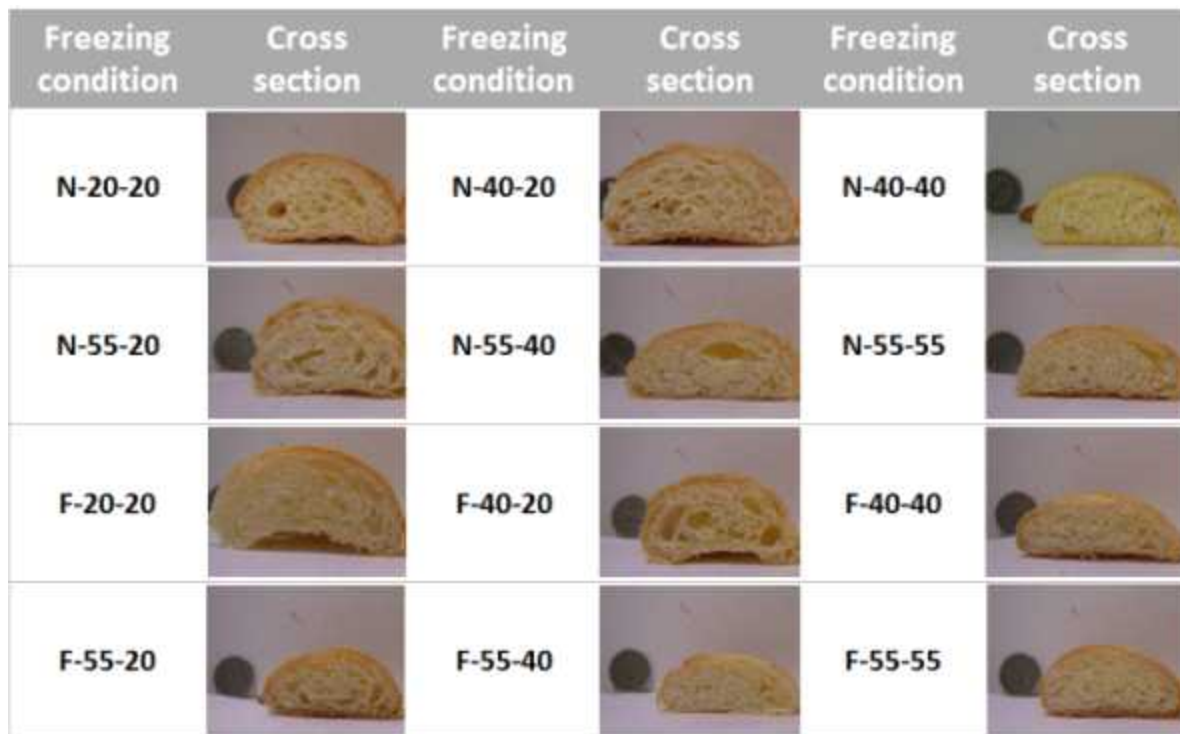 Freezing condition Cross section Freezing condition Cross section Freezing condition Cross section
N-20-20 N-40-20 N-40-40
N-55-20 N-55-40 N-55-55
F-20-20 F-40-20 F-40-40
F-55-20 F-55-40 F-55-55